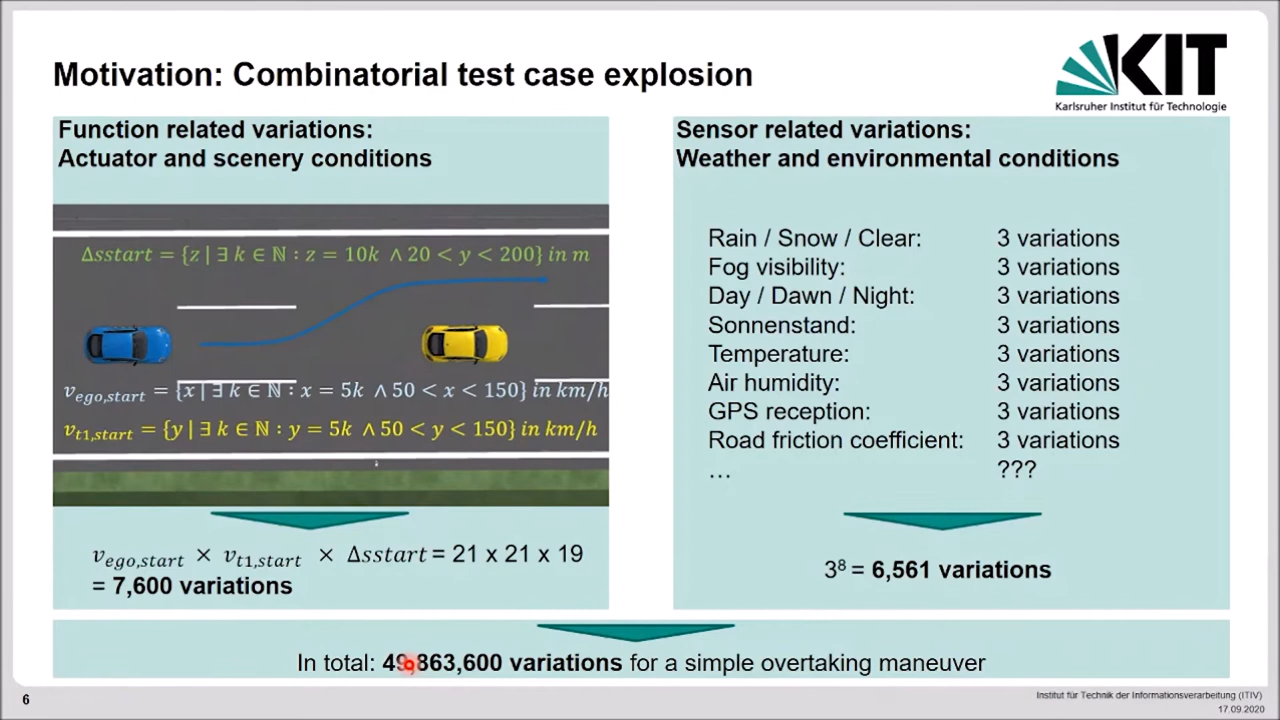 Motivation: Combinatorial test case explosion
KIT
Karlsruher Institut für Technologie
Function related variations:
Actuator and scenery conditions
Δsstart = {z | ∃ k ∈ ℕ : z = 10k ∧ 20 < y < 200} in m
v_ego,start = {x | ∃ k ∈ ℕ : x = 5k ∧ 50 < x < 150} in km/h
v_t1,start = {y | ∃ k ∈ ℕ : y = 5k ∧ 50 < y < 150} in km/h
v_ego,start × v_t1,start × Δsstart = 21 x 21 x 19
= 7,600 variations
Sensor related variations:
Weather and environmental conditions
Rain / Snow / Clear: 3 variations
Fog visibility: 3 variations
Day / Dawn / Night: 3 variations
Sonnenstand: 3 variations
Temperature: 3 variations
Air humidity: 3 variations
GPS reception: 3 variations
Road friction coefficient: 3 variations
… ???
3⁸ = 6,561 variations
In total: 49,863,600 variations for a simple overtaking maneuver
6
Institut für Technik der Informationsverarbeitung (ITIV)
17.09.2020